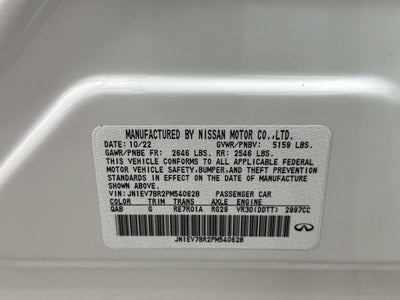 MANUFACTURED BY NISSAN MOTOR CO.,LTD.
DATE: 10/22 GVWR/PNBV: 5159 LBS.
GAWR/PNBE FR: 2646 LBS. RR: 2546 LBS.
THIS VEHICLE CONFORMS TO ALL APPLICABLE FEDERAL
MOTOR VEHICLE SAFETY,BUMPER,AND THEFT PREVENTION
STANDARDS IN EFFECT ON THE DATE OF MANUFACTURE
SHOWN ABOVE.
VIN: JN1EV7BR2PM540628 PASSENGER CAR
COLOR TRIM TRANS AXLE ENGINE
QAB G RE7R01A RG29 VR30(DDTT) 2997CC
JN1EV7BR2PM540628
INFINITI